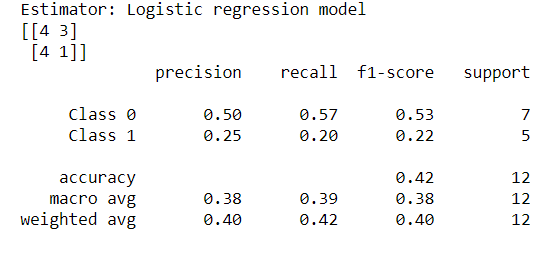 Estimator: Logistic regression model
[[4 3]
[4 1]]
precision recall f1-score support
Class 0 0.50 0.57 0.53 7
Class 1 0.25 0.20 0.22 5
accuracy 0.42 12
macro avg 0.38 0.39 0.38 12
weighted avg 0.40 0.42 0.40 12